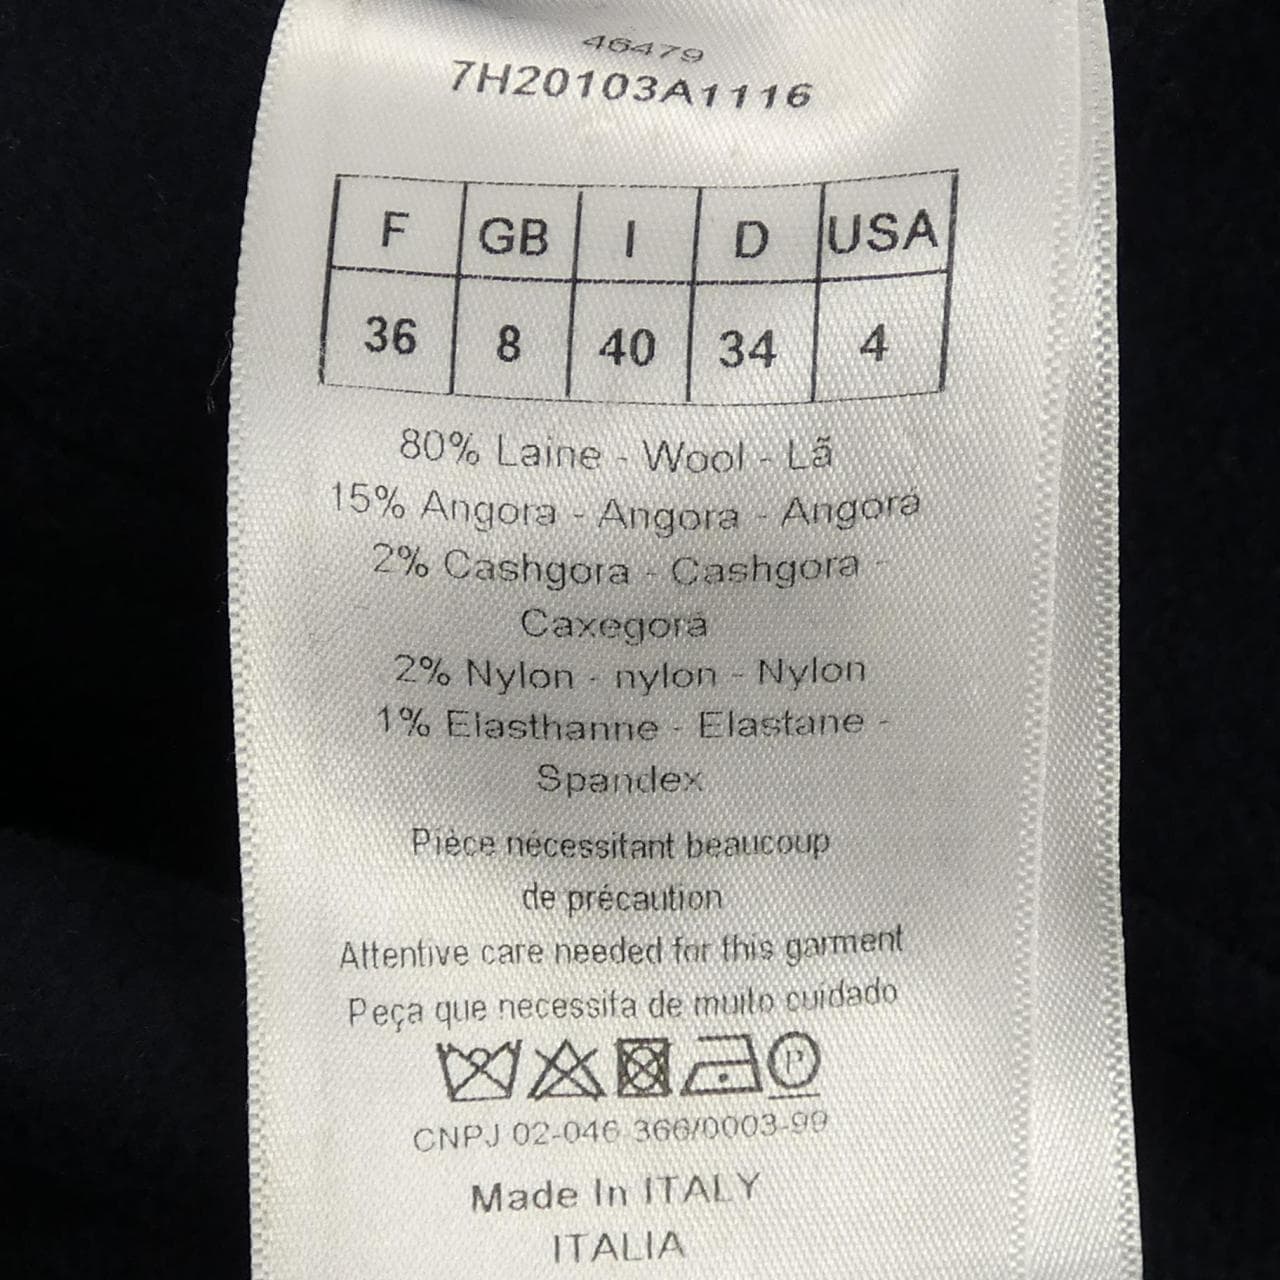 46479
7H20103A1116
F GB I D USA
36 8 40 34 4
80% Laine - Wool - Lã
15% Angora - Angora - Angorá
2% Cashgora - Cashgora -
Caxegorá
2% Nylon - nylon - Nylon
1% Elasthanne - Elastane -
Spandex
Pièce nécessitant beaucoup
de précaution
Attentive care needed for this garment
Peça que necessita de muito cuidado
P
CNPJ 02-046 366/0003-99
Made In ITALY
ITALIA